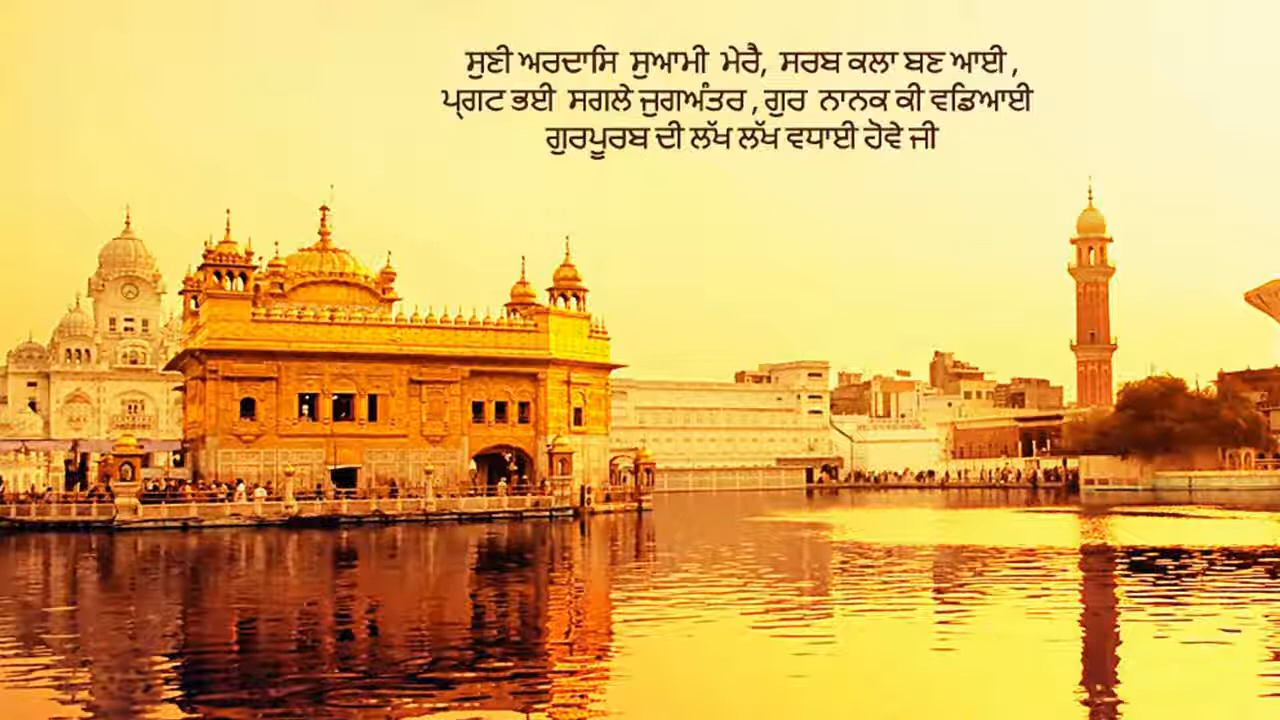 ਸੁਣੀ ਅਰਦਾਸਿ ਸੁਆਮੀ ਮੇਰੈ, ਸਰਬ ਕਲਾ ਬਣ ਆਈ ,
ਪ੍ਰਗਟ ਭਈ ਸਗਲੇ ਜੁਗਅੰਤਰ , ਗੁਰ ਨਾਨਕ ਕੀ ਵਡਿਆਈ
ਗੁਰਪੂਰਬ ਦੀ ਲੱਖ ਲੱਖ ਵਧਾਈ ਹੋਵੇ ਜੀ